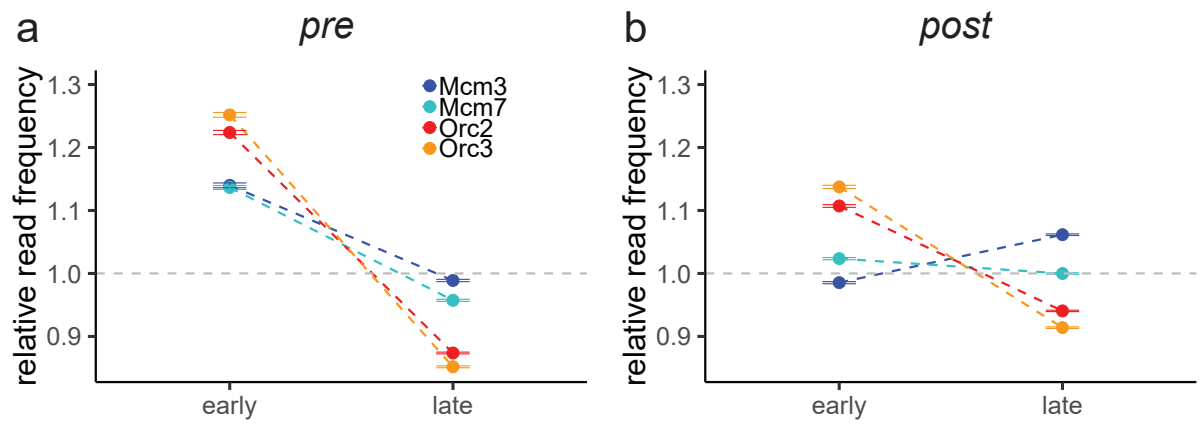 a
pre
relative read frequency
1.3
1.2
1.1
1.0
0.9
Mcm3
Mcm7
Orc2
Orc3
early
late
b
post
relative read frequency
1.3
1.2
1.1
1.0
0.9
early
late